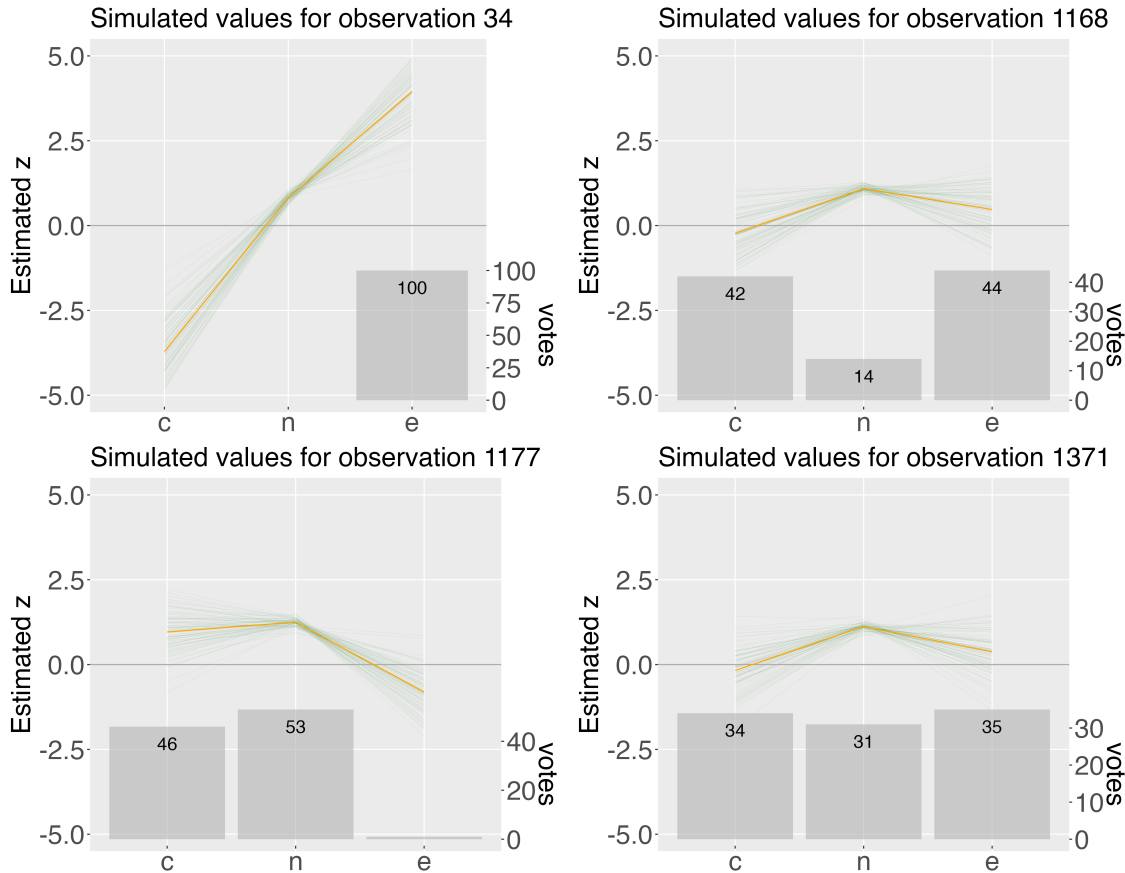 Simulated values for observation 34
Estimated z
5.0
2.5
0.0
-2.5
-5.0
100
100
75
50
25
0
votes
c n e
Simulated values for observation 1168
Estimated z
5.0
2.5
0.0
-2.5
-5.0
42
14
44
40
30
20
10
0
votes
c n e
Simulated values for observation 1177
Estimated z
5.0
2.5
0.0
-2.5
-5.0
46
53
40
20
0
votes
c n e
Simulated values for observation 1371
Estimated z
5.0
2.5
0.0
-2.5
-5.0
34
31
35
30
20
10
0
votes
c n e